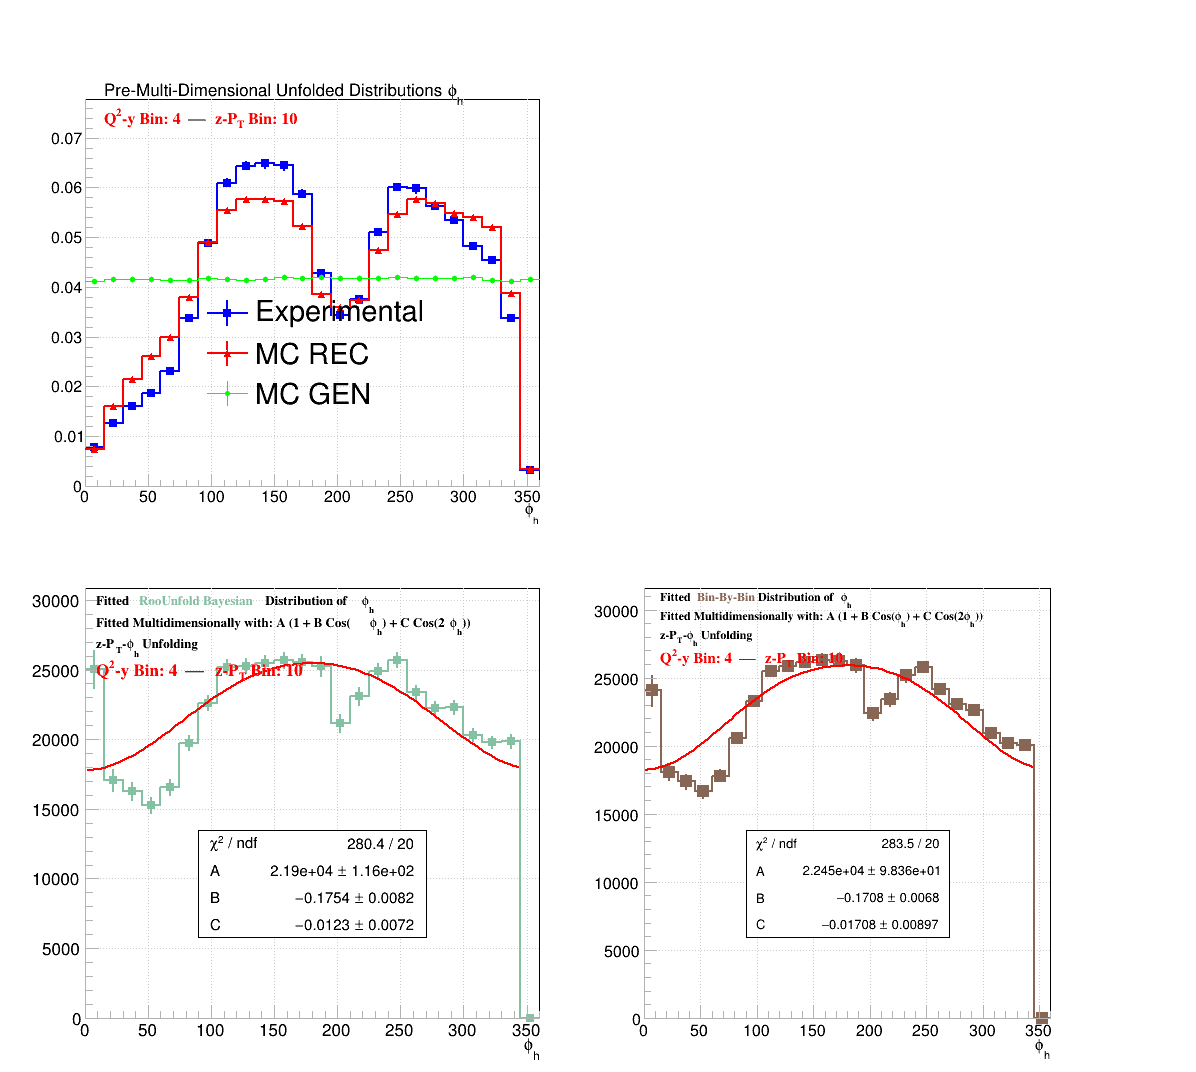 Pre-Multi-Dimensional Unfolded Distributions ϕh
Q²-y Bin: 4 — z-PT Bin: 10
0.07
0.06
0.05
0.04
0.03
0.02
0.01
0
Experimental
MC REC
MC GEN
0 50 100 150 200 250 300 350
ϕh
Fitted RooUnfold Bayesian Distribution of ϕh
Fitted Multidimensionally with: A (1 + B Cos( ϕh) + C Cos(2 ϕh))
z-PT-ϕh Unfolding
Q²-y Bin: 4 — z-PT Bin: 10
30000
25000
20000
15000
10000
5000
0
χ² / ndf 280.4 / 20
A 2.19e+04 ± 1.16e+02
B −0.1754 ± 0.0082
C −0.0123 ± 0.0072
0 50 100 150 200 250 300 350
ϕh
Fitted Bin-By-Bin Distribution of ϕh
Fitted Multidimensionally with: A (1 + B Cos(ϕh) + C Cos(2ϕh))
z-PT-ϕh Unfolding
Q²-y Bin: 4 — z-PT Bin: 10
30000
25000
20000
15000
10000
5000
0
χ² / ndf 283.5 / 20
A 2.245e+04 ± 9.836e+01
B −0.1708 ± 0.0068
C −0.01708 ± 0.00897
0 50 100 150 200 250 300 350
ϕh